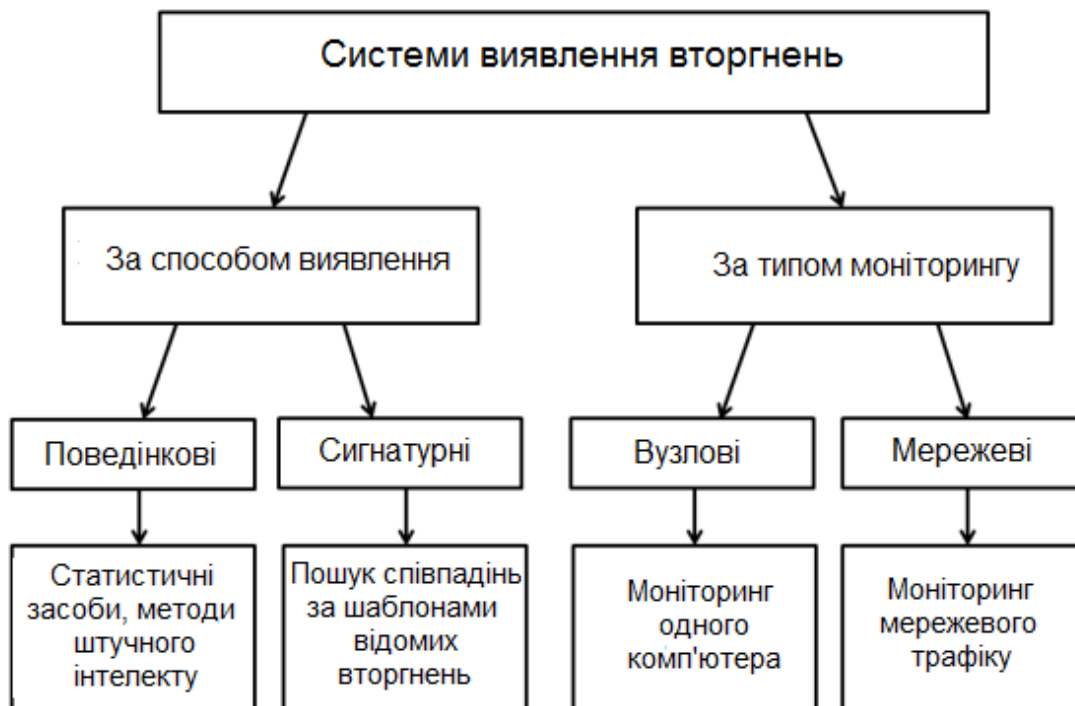 Системи виявлення вторгнень
За способом виявлення
За типом моніторингу
Поведінкові
Сигнатурні
Вузлові
Мережеві
Статистичні
засоби, методи
штучного
інтелекту
Пошук співпадінь
за шаблонами
відомих
вторгнень
Моніторинг
одного
комп'ютера
Моніторинг
мережевого
трафіку